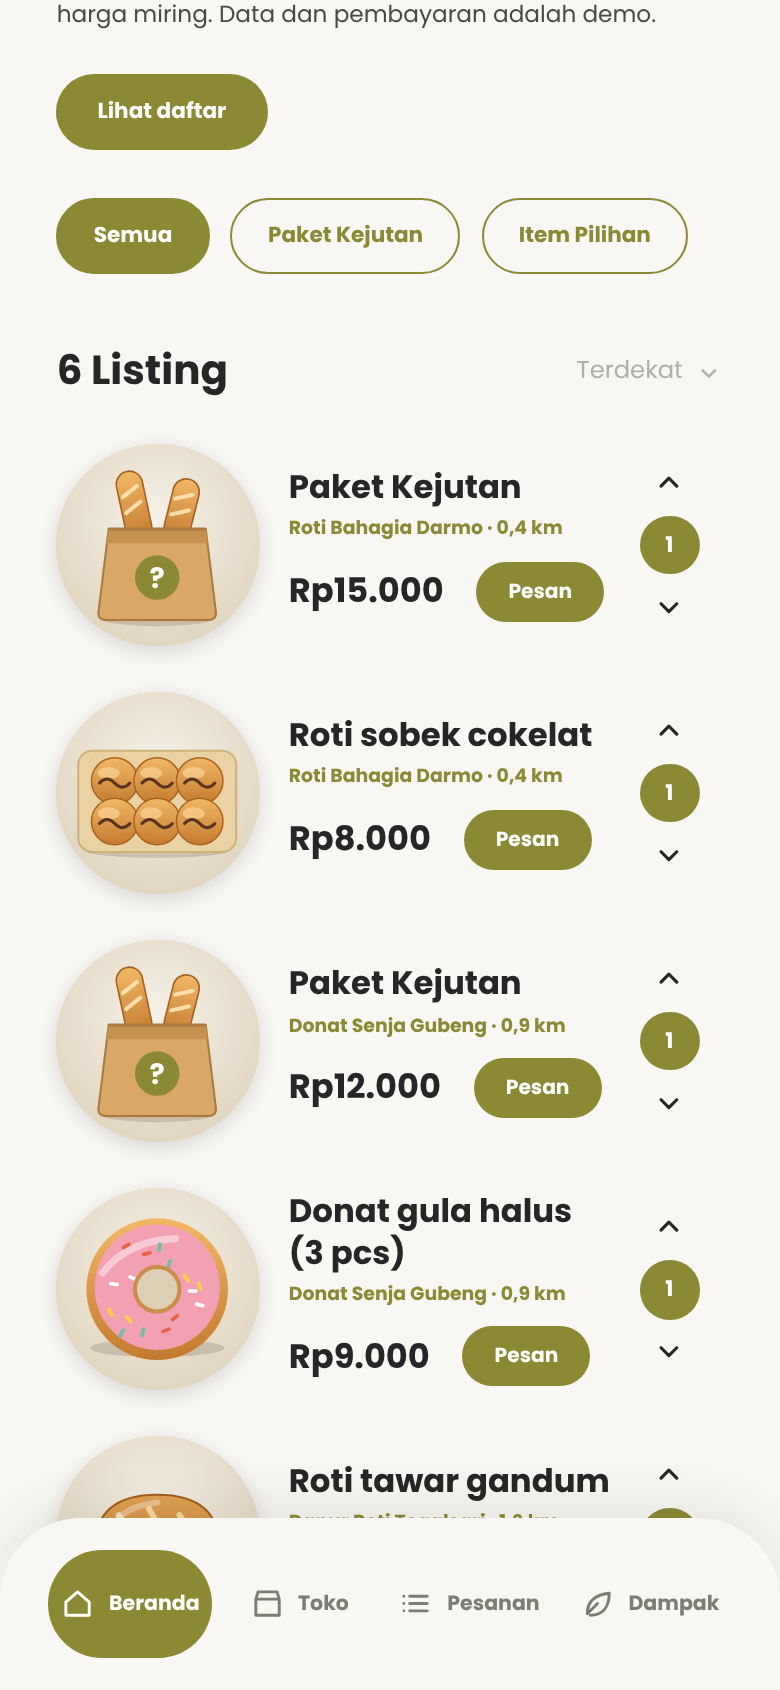 harga miring. Data dan pembayaran adalah demo.
Lihat daftar
Semua
Paket Kejutan
Item Pilihan
6 Listing
Terdekat
Paket Kejutan
Roti Bahagia Darmo · 0,4 km
Rp15.000
Pesan
1
?
Roti sobek cokelat
Roti Bahagia Darmo · 0,4 km
Rp8.000
Pesan
1
Paket Kejutan
Donat Senja Gubeng · 0,9 km
Rp12.000
Pesan
1
?
Donat gula halus
(3 pcs)
Donat Senja Gubeng · 0,9 km
Rp9.000
Pesan
1
Roti tawar gandum
Beranda
Toko
Pesanan
Dampak